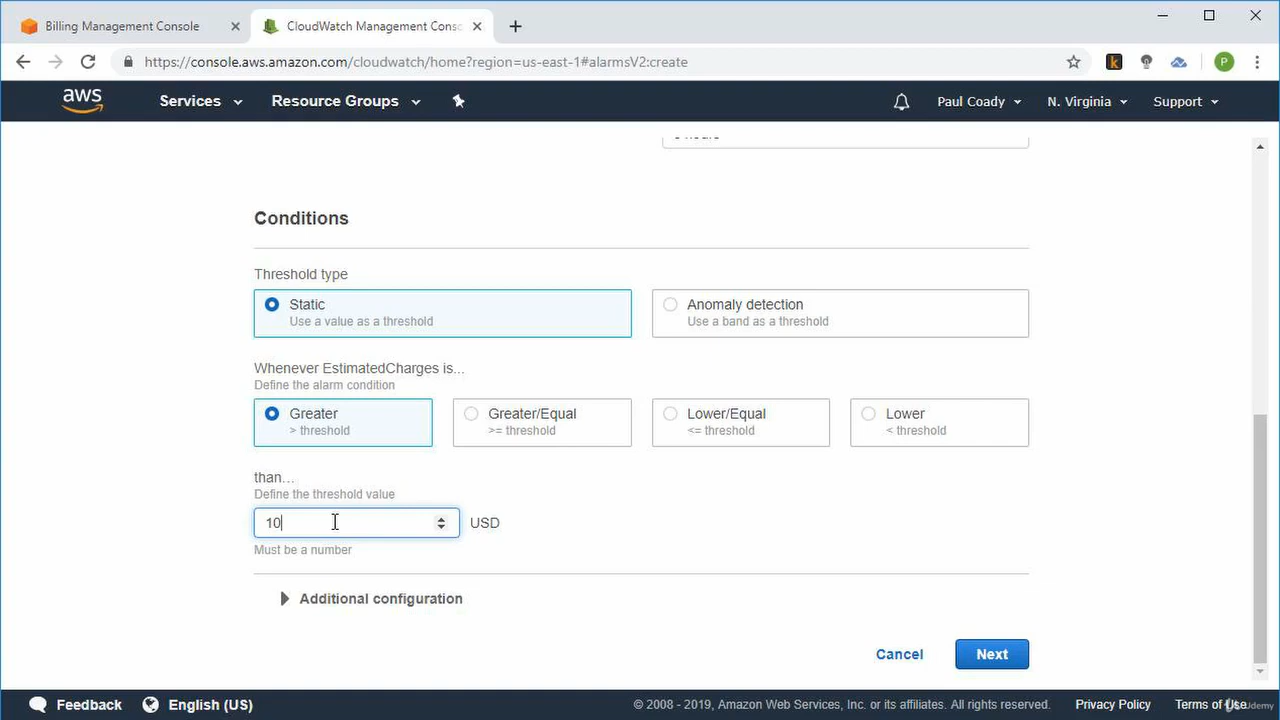 Billing Management Console
CloudWatch Management Conso
https://console.aws.amazon.com/cloudwatch/home?region=us-east-1#alarmsV2:create
k
P
aws
Services
Resource Groups
Paul Coady
N. Virginia
Support
Conditions
Threshold type
Static
Use a value as a threshold
Anomaly detection
Use a band as a threshold
Whenever EstimatedCharges is...
Define the alarm condition
Greater
> threshold
Greater/Equal
>= threshold
Lower/Equal
<= threshold
Lower
< threshold
than...
Define the threshold value
10
USD
Must be a number
Additional configuration
Cancel
Next
Feedback
English (US)
© 2008 - 2019, Amazon Web Services, Inc. or its affiliates. All rights reserved.
Privacy Policy
Terms of Use
Udemy